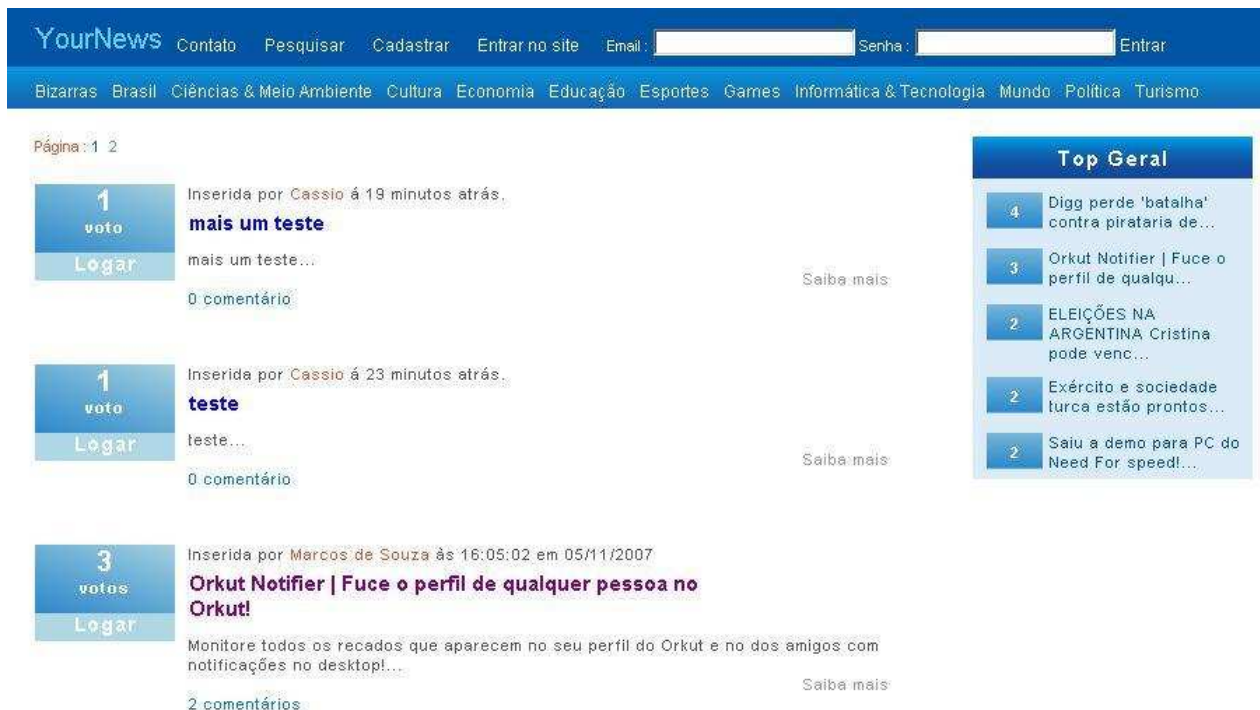 YourNews Contato Pesquisar Cadastrar Entrar no site Email : Senha : Entrar
Bizarras Brasil Ciências & Meio Ambiente Cultura Economia Educação Esportes Games Informática & Tecnologia Mundo Política Turismo
Página : 1 2
1
voto
Logar
Inserida por Cassio á 19 minutos atrás.
mais um teste
mais um teste...
Saiba mais
0 comentário
1
voto
Logar
Inserida por Cassio á 23 minutos atrás.
teste
teste...
Saiba mais
0 comentário
3
votos
Logar
Inserida por Marcos de Souza ás 16:05:02 em 05/11/2007
Orkut Notifier | Fuce o perfil de qualquer pessoa no
Orkut!
Monitore todos os recados que aparecem no seu perfil do Orkut e no dos amigos com
notificações no desktop!...
Saiba mais
2 comentários
Top Geral
4
Digg perde 'batalha'
contra pirataria de...
3
Orkut Notifier | Fuce o
perfil de qualqu...
2
ELEIÇÕES NA
ARGENTINA Cristina
pode venc...
2
Exército e sociedade
turca estão prontos...
2
Saiu a demo para PC do
Need For speed!...